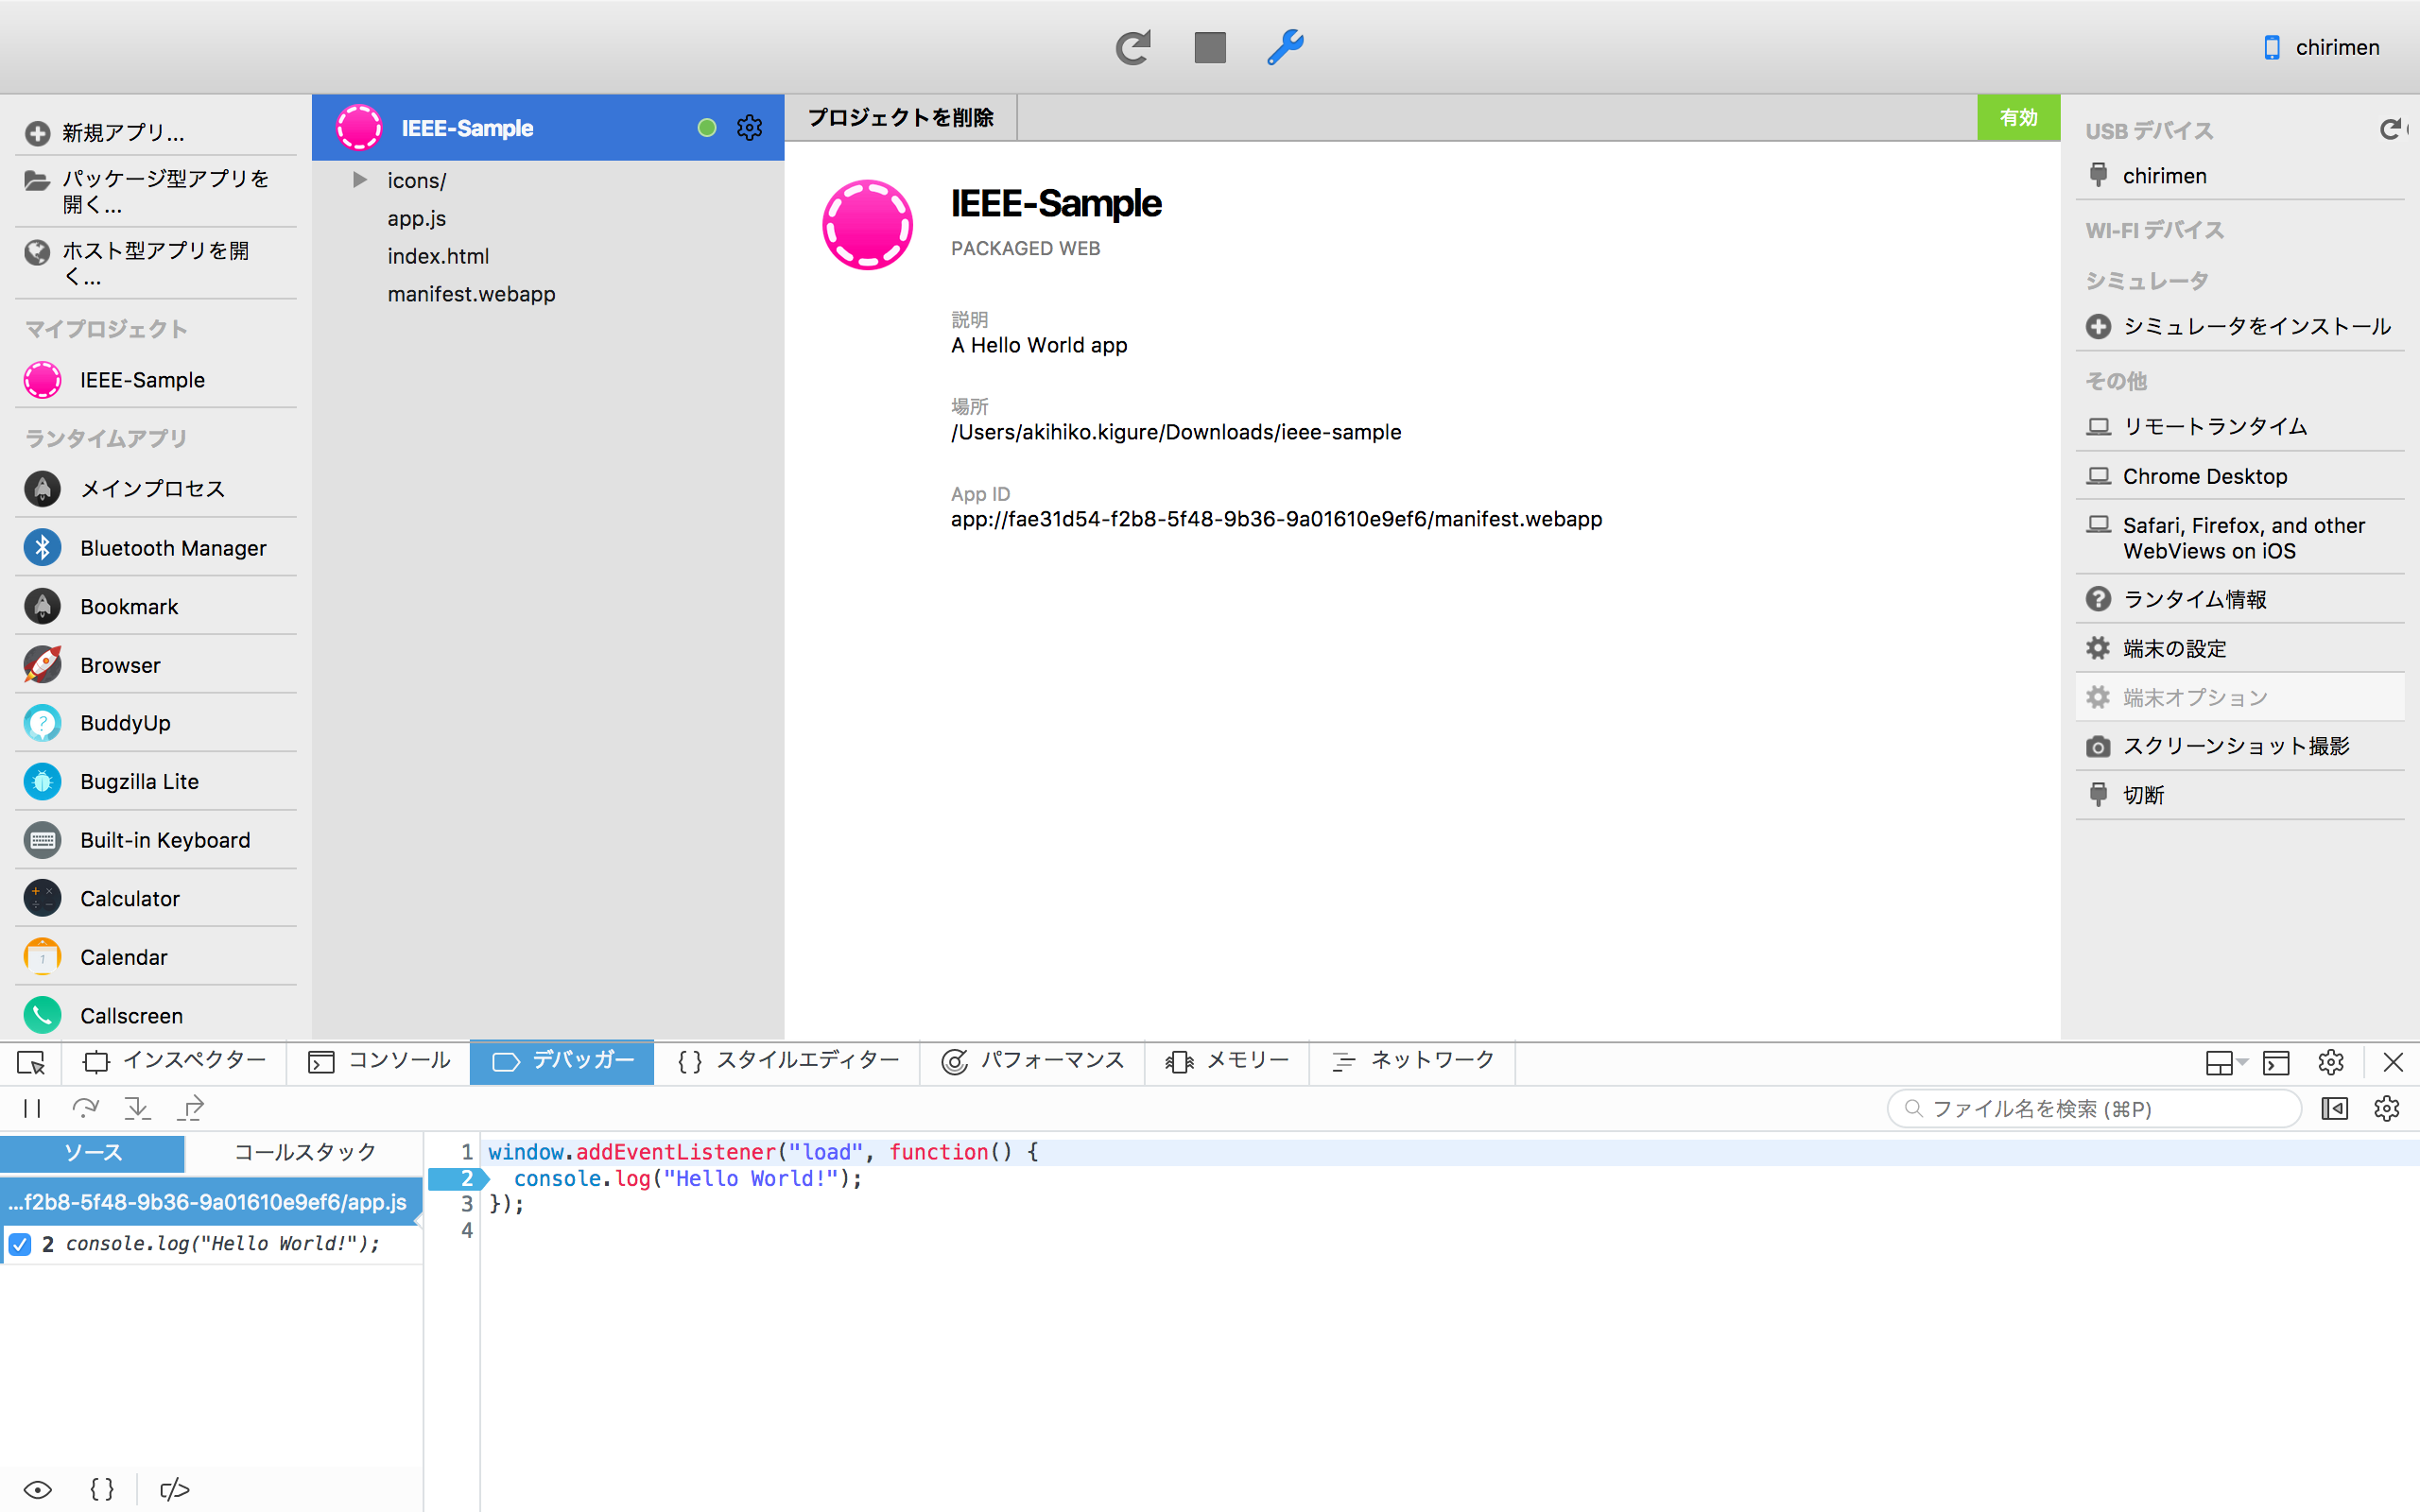 chirimen
新規アプリ...
パッケージ型アプリを
開く...
ホスト型アプリを開
く...
マイプロジェクト
IEEE-Sample
ランタイムアプリ
メインプロセス
Bluetooth Manager
Bookmark
Browser
BuddyUp
Bugzilla Lite
Built-in Keyboard
Calculator
Calendar
Callscreen
IEEE-Sample
icons/
app.js
index.html
manifest.webapp
プロジェクトを削除
有効
IEEE-Sample
PACKAGED WEB
説明
A Hello World app
場所
/Users/akihiko.kigure/Downloads/ieee-sample
App ID
app://fae31d54-f2b8-5f48-9b36-9a01610e9ef6/manifest.webapp
USB デバイス
chirimen
WI-FI デバイス
シミュレータ
シミュレータをインストール
その他
リモートランタイム
Chrome Desktop
Safari, Firefox, and other
WebViews on iOS
ランタイム情報
端末の設定
端末オプション
スクリーンショット撮影
切断
インスペクター
コンソール
デバッガー
スタイルエディター
パフォーマンス
メモリー
ネットワーク
ファイル名を検索 (⌘P)
ソース
コールスタック
...f2b8-5f48-9b36-9a01610e9ef6/app.js
2 console.log("Hello World!");
1 window.addEventListener("load", function() {
2 console.log("Hello World!");
3 });
4